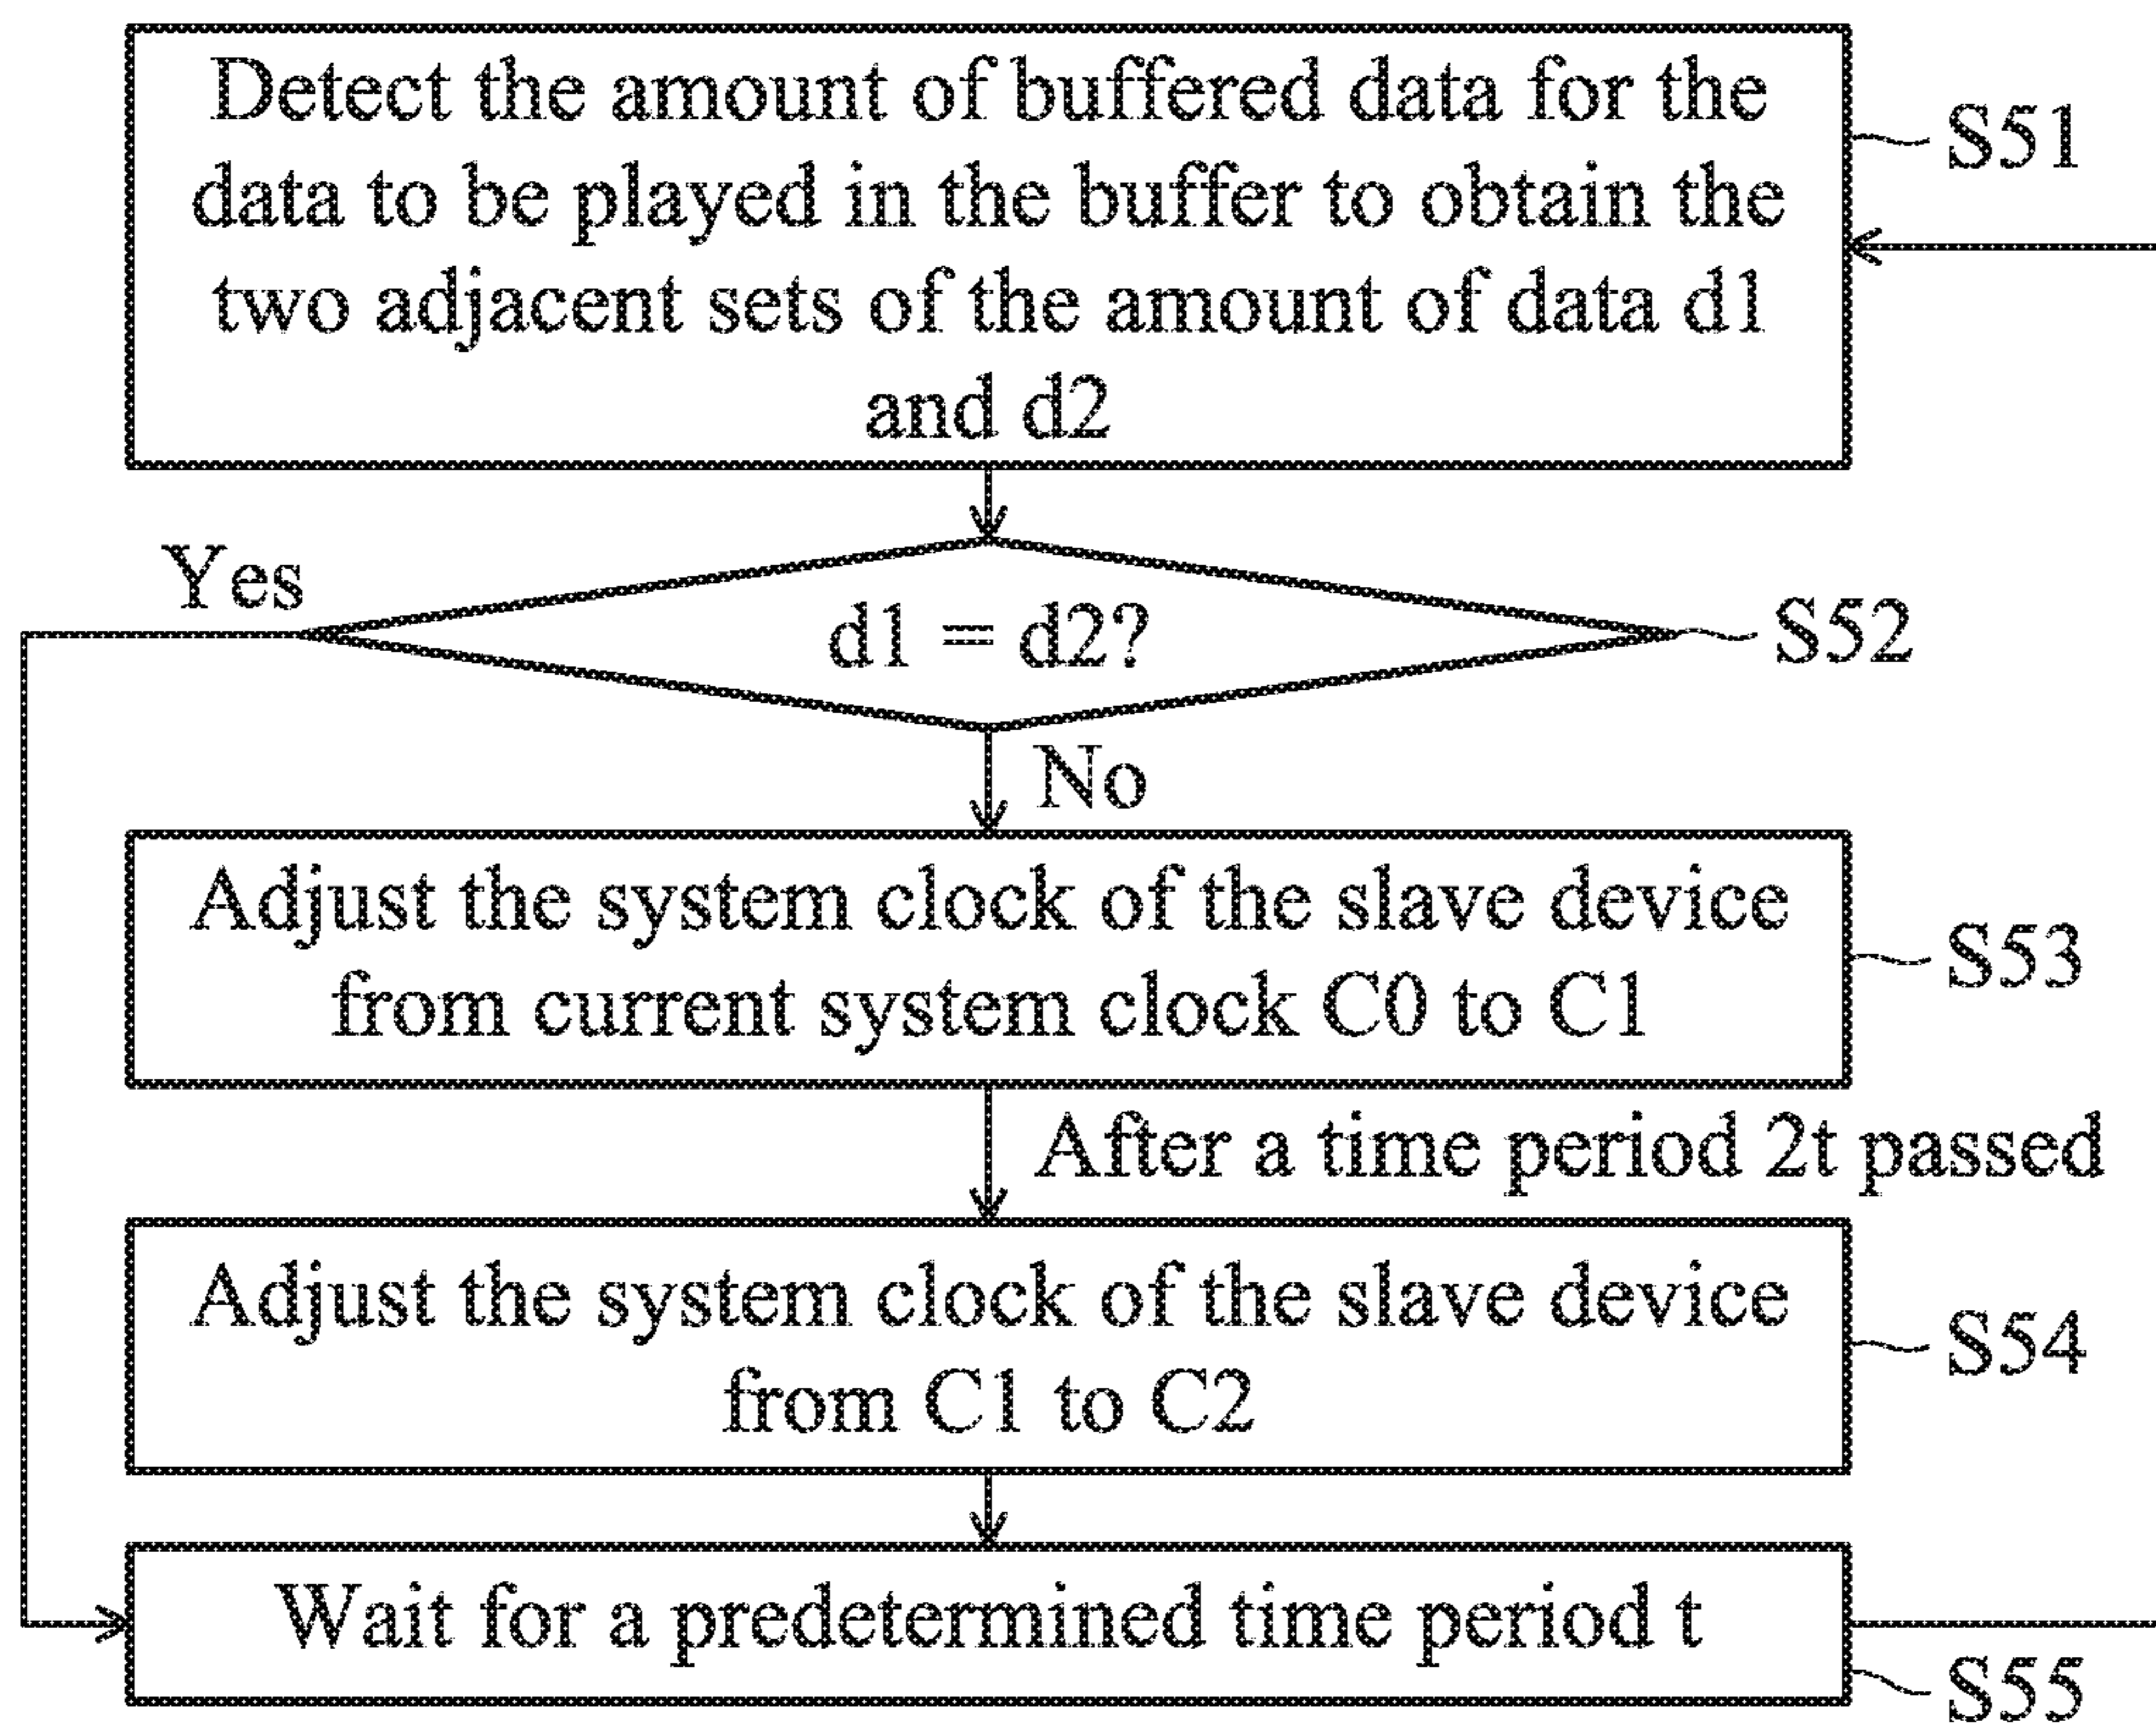 Detect the amount of buffered data for the
data to be played in the buffer to obtain the
two adjacent sets of the amount of data d1
and d2
S51
Yes
d1 = d2?
S52
No
Adjust the system clock of the slave device
from current system clock C0 to C1
S53
After a time period 2t passed
Adjust the system clock of the slave device
from C1 to C2
S54
Wait for a predetermined time period t
S55